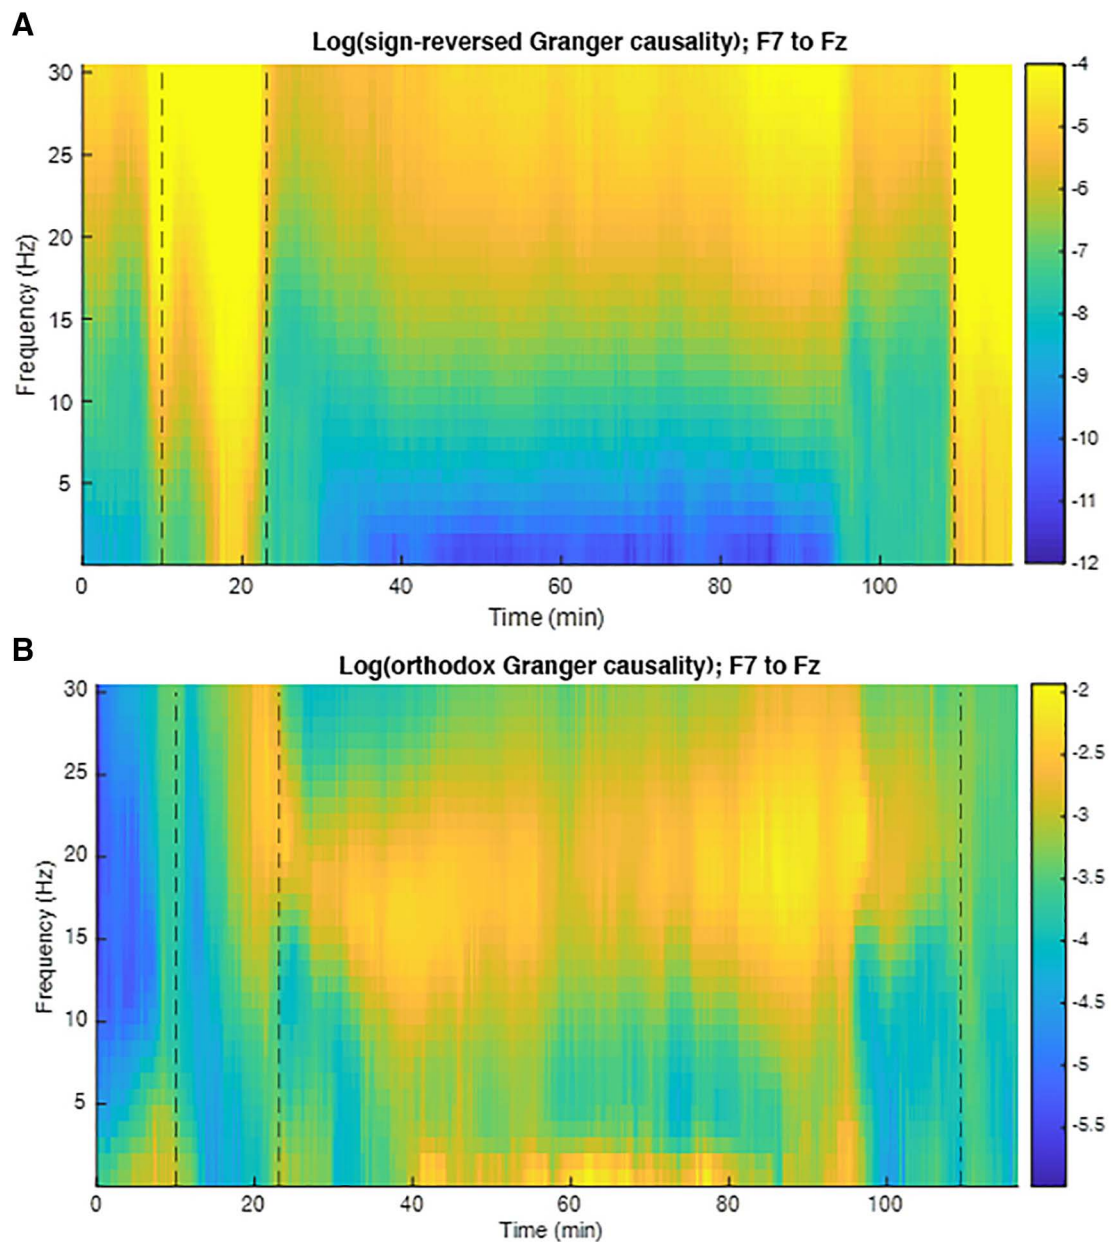 A
Log(sign-reversed Granger causality); F7 to Fz
30
25
20
15
10
5
Frequency (Hz)
0 20 40 60 80 100
Time (min)
-4
-5
-6
-7
-8
-9
-10
-11
-12
B
Log(orthodox Granger causality); F7 to Fz
30
25
20
15
10
5
Frequency (Hz)
0 20 40 60 80 100
Time (min)
-2
-2.5
-3
-3.5
-4
-4.5
-5
-5.5